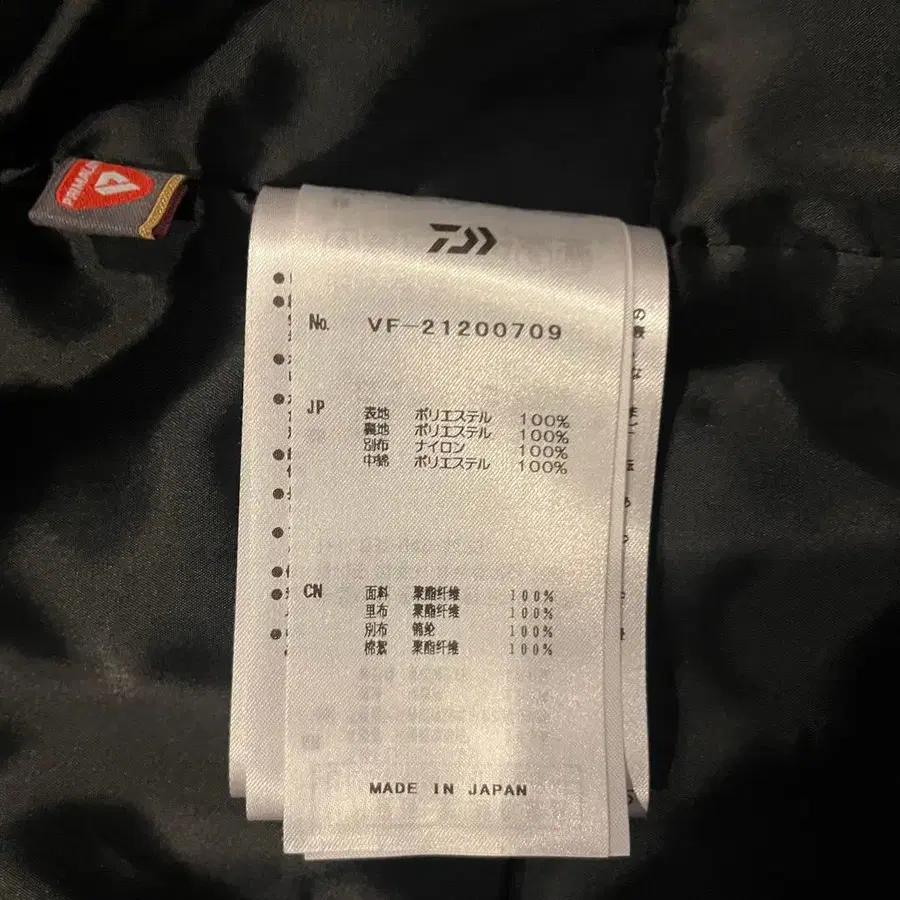 PRIMALOFT
No. VF-21200709
JP 表地 ポリエステル 100%
裏地 ポリエステル 100%
別布 ナイロン 100%
中綿 ポリエステル 100%
CN 面料 聚酯纤维 100%
里布 聚酯纤维 100%
别布 锦纶 100%
棉絮 聚酯纤维 100%
MADE IN JAPAN